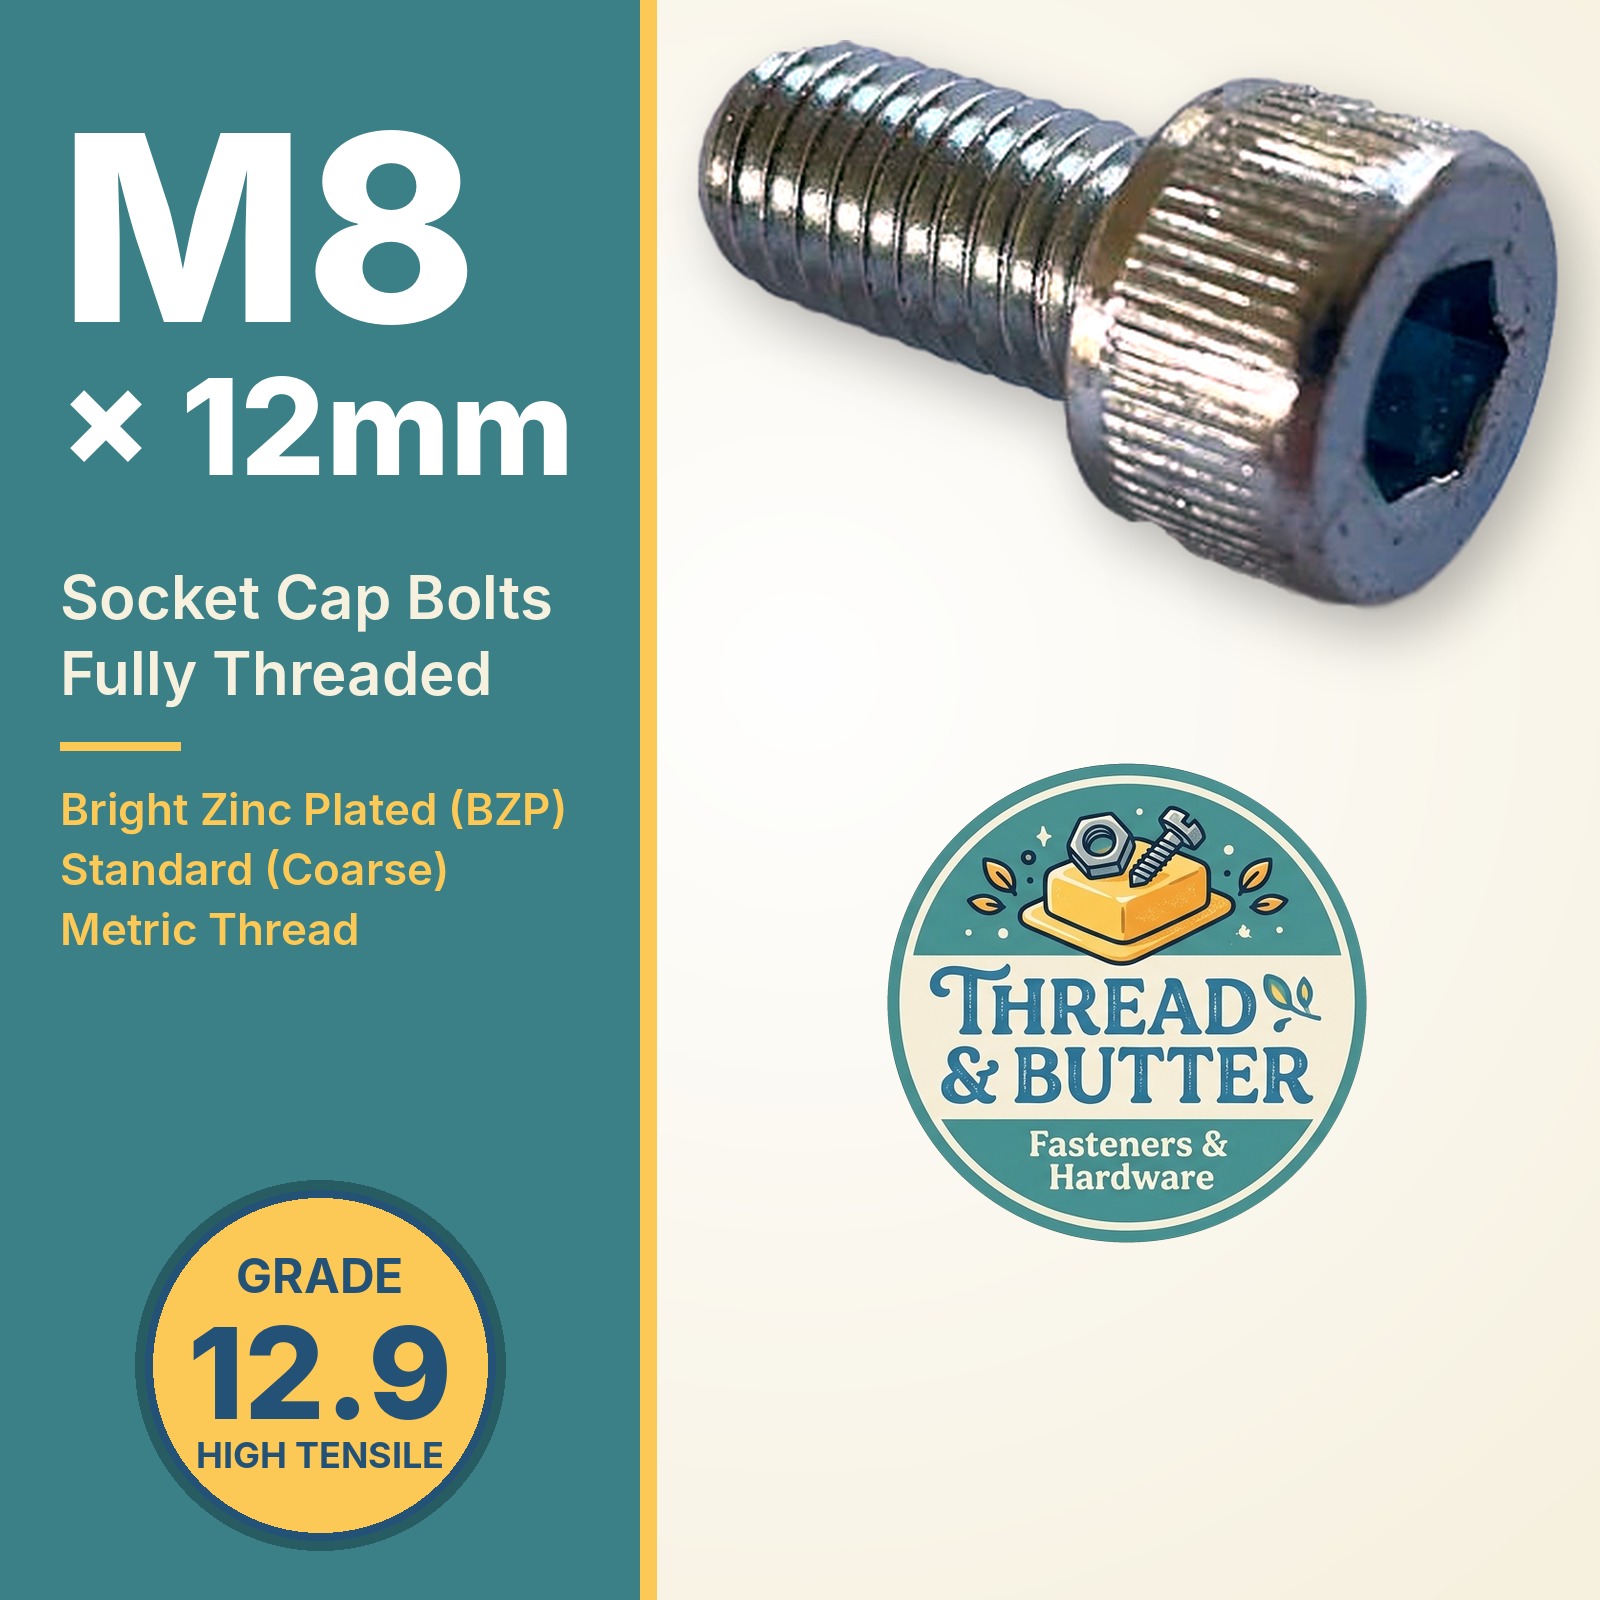 M8
× 12mm
Socket Cap Bolts
Fully Threaded
Bright Zinc Plated (BZP)
Standard (Coarse)
Metric Thread
GRADE
12.9
HIGH TENSILE
THREAD
& BUTTER
Fasteners &
Hardware